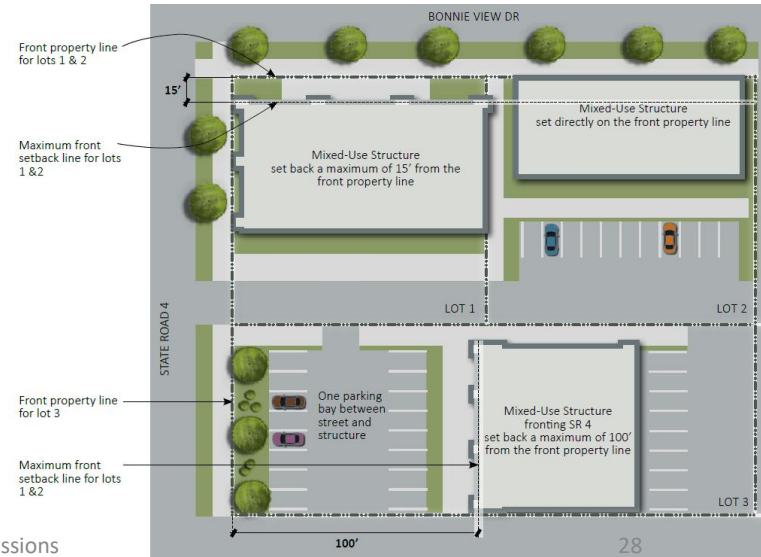 BONNIE VIEW DR
Front property line
for lots 1 & 2
15'
Maximum front
setback line for lots
1 &2
Mixed-Use Structure
set back a maximum of 15' from the
front property line
Mixed-Use Structure
set directly on the front property line
STATE ROAD 4
LOT 1
LOT 2
Front property line
for lot 3
One parking
bay between
street and
structure
Mixed-Use Structure
fronting SR 4
set back a maximum of 100'
from the front property line
Maximum front
setback line for lots
1 &2
LOT 3
100'
ssions
28